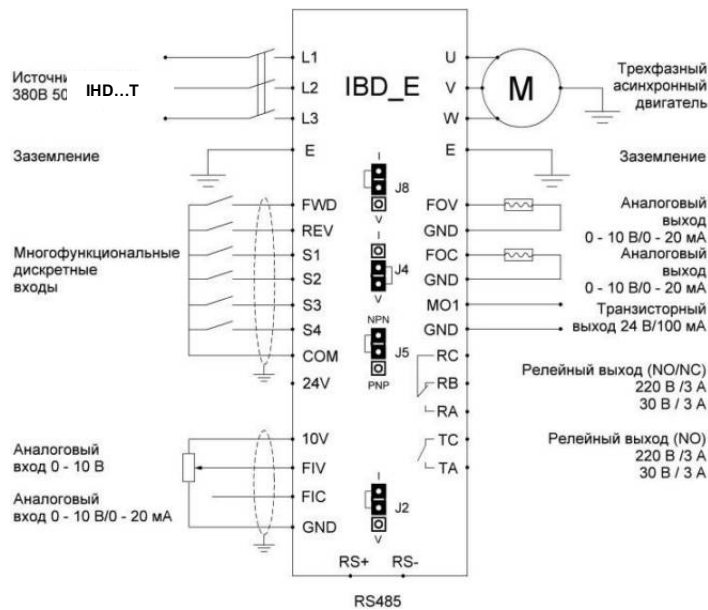 L1
L2
L3
E
FWD
REV
S1
S2
S3
S4
COM
24V
10V
FIV
FIC
GND
IBD_E
I
J8
V
I
J4
V
NPN
J5
PNP
I
J2
V
RS+ RS-
RS485
U
V
W
E
FOV
GND
FOC
GND
MO1
GND
RC
RB
RA
TC
TA
M
380В 50
IHD...T
Заземление
Многофункциональные
дискретные
входы
Аналоговый
вход 0 - 10 В
Аналоговый
вход 0 - 10 В/0 - 20 мА
Трехфазный
асинхронный
двигатель
Заземление
Аналоговый
выход
0 - 10 В/0 - 20 мА
Аналоговый
выход
0 - 10 В/0 - 20 мА
Транзисторный
выход 24 В/100 мА
Релейный выход (NO/NC)
220 В /3 А
30 В / 3 А
Релейный выход (NO)
220 В /3 А
30 В / 3 А